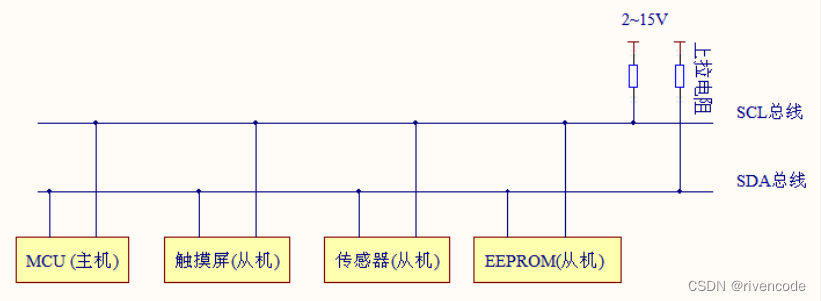 2~15V
上拉电阻
SCL总线
SDA总线
MCU (主机)
触摸屏(从机)
传感器(从机)
EEPROM(从机)
CSDN @rivencode